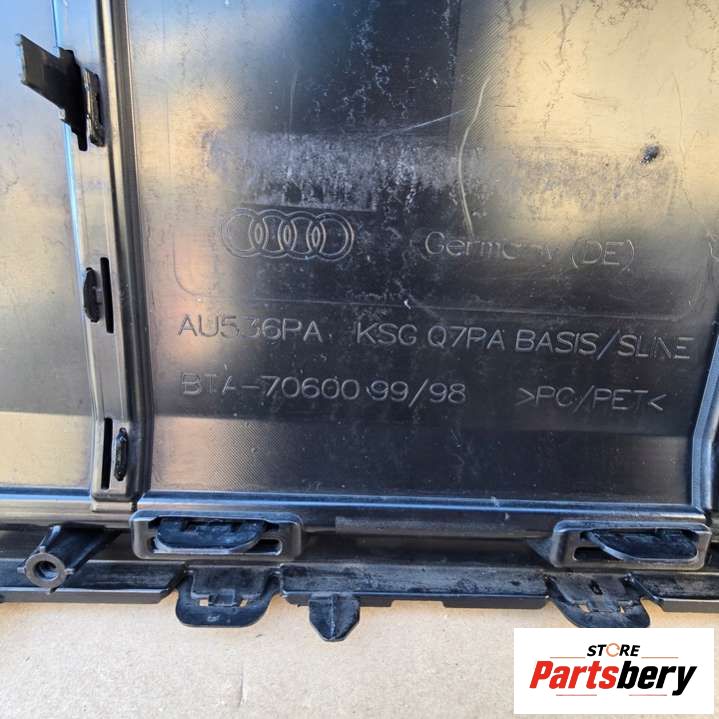 Germany (DE)
AU536PA KSG Q7PA BASIS/SLINE
BTA-70600 99/98 >PC/PET<
STORE
Partsbery